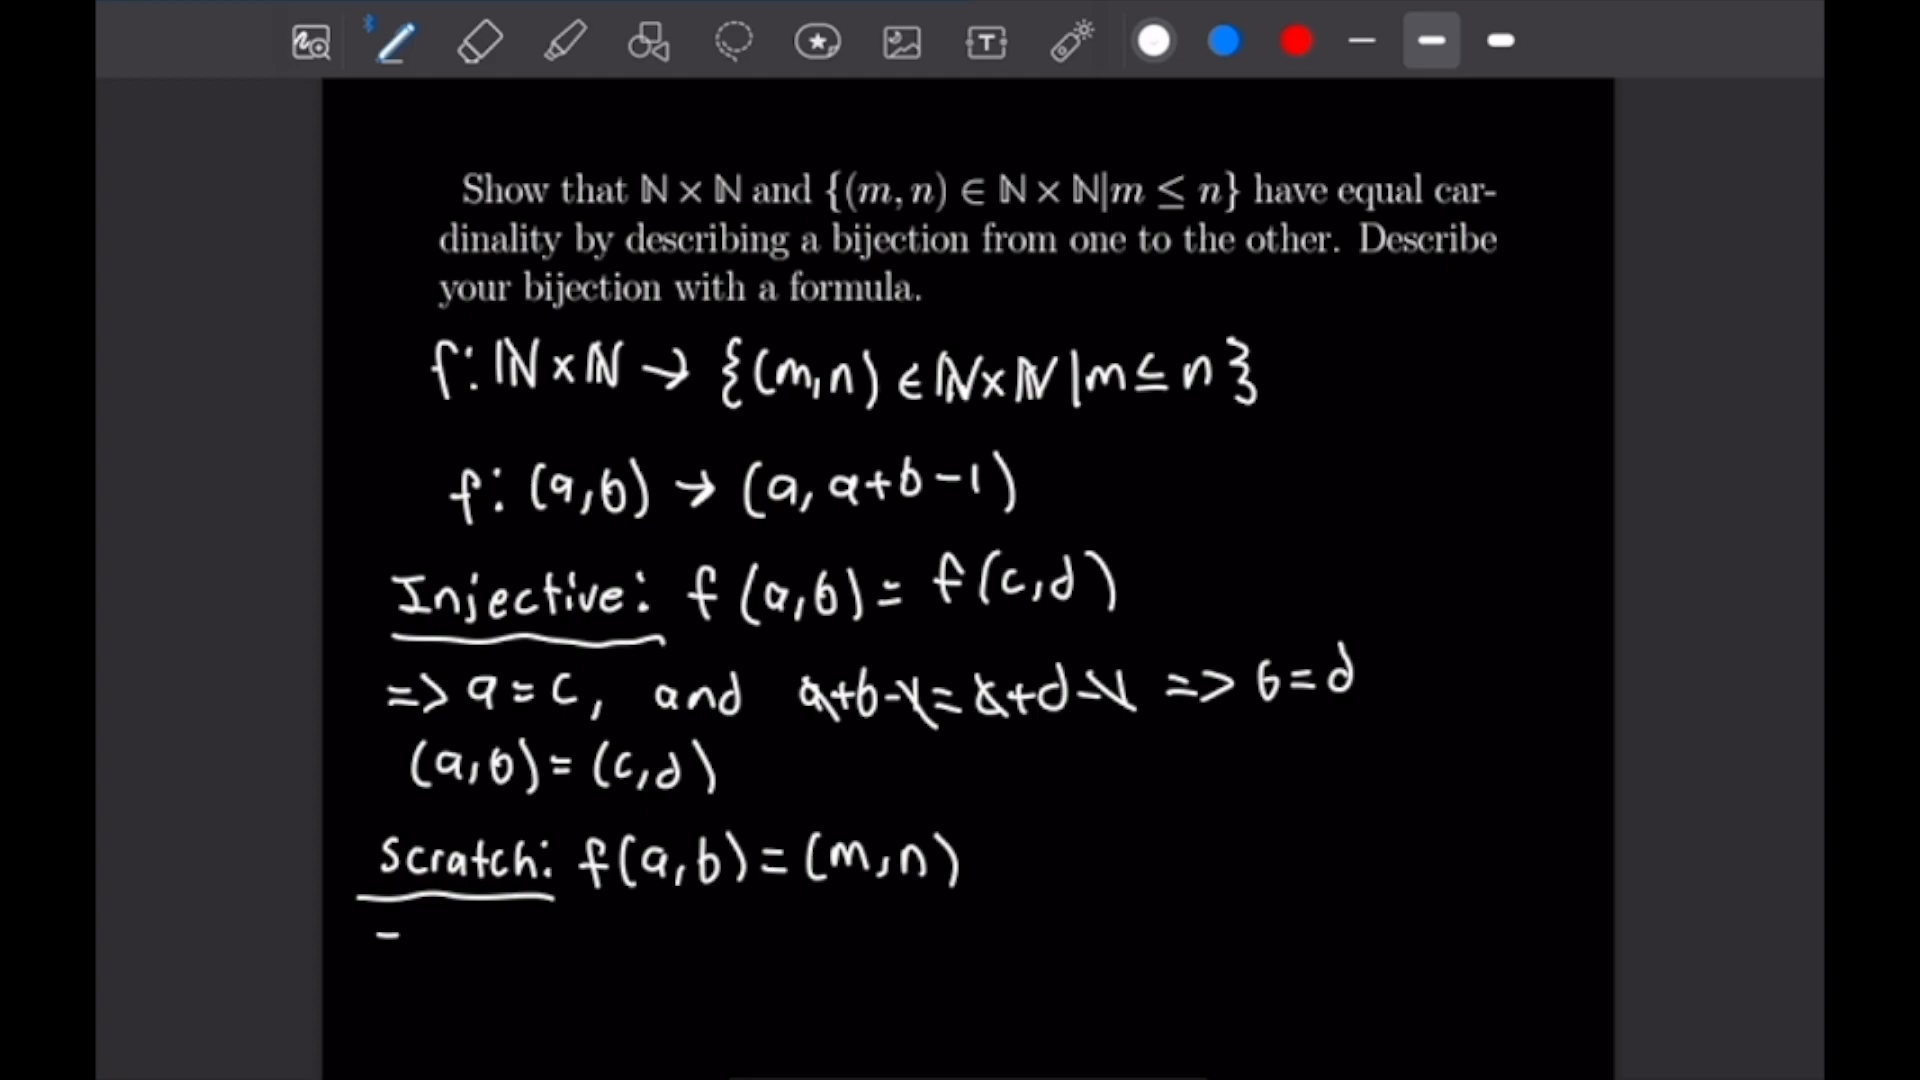 Show that ℕ × ℕ and {(m, n) ∈ ℕ × ℕ|m ≤ n} have equal car-
dinality by describing a bijection from one to the other. Describe
your bijection with a formula.
f: ℕ × ℕ → {(m,n) ∈ ℕ×ℕ | m ≤ n}
f: (a,b) → (a, a+b-1)
Injective: f(a,b) = f(c,d)
=> a = c, and a+b-1 = a+d-1 => b=d
(a,b) = (c,d)
Scratch: f(a,b) = (m,n)
-